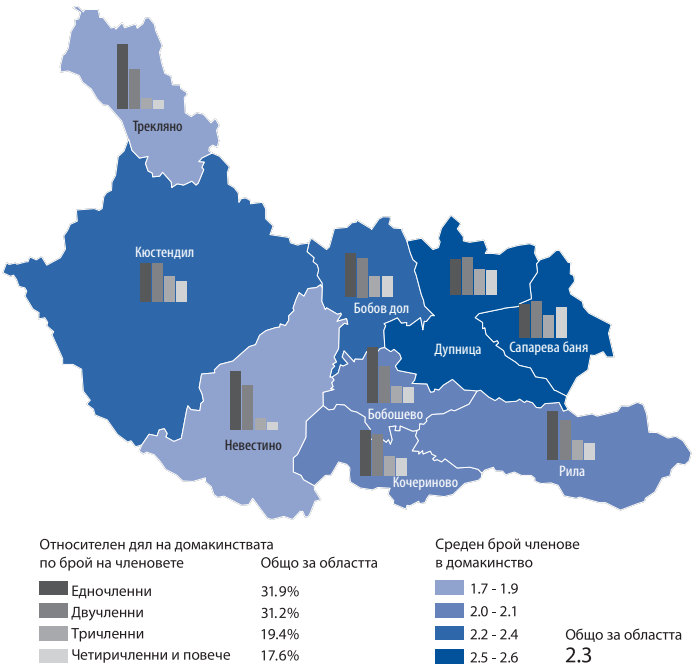 Трекляно
Кюстендил
Бобов дол
Дупница
Сапарева баня
Бобошево
Невестино
Рила
Кочериново
Относителен дял на домакинствата
по брой на членовете
Общо за областта
Едночленни 31.9%
Двучленни 31.2%
Тричленни 19.4%
Четиричленни и повече 17.6%
Среден брой членове
в домакинство
1.7 - 1.9
2.0 - 2.1
2.2 - 2.4
2.5 - 2.6
Общо за областта
2.3